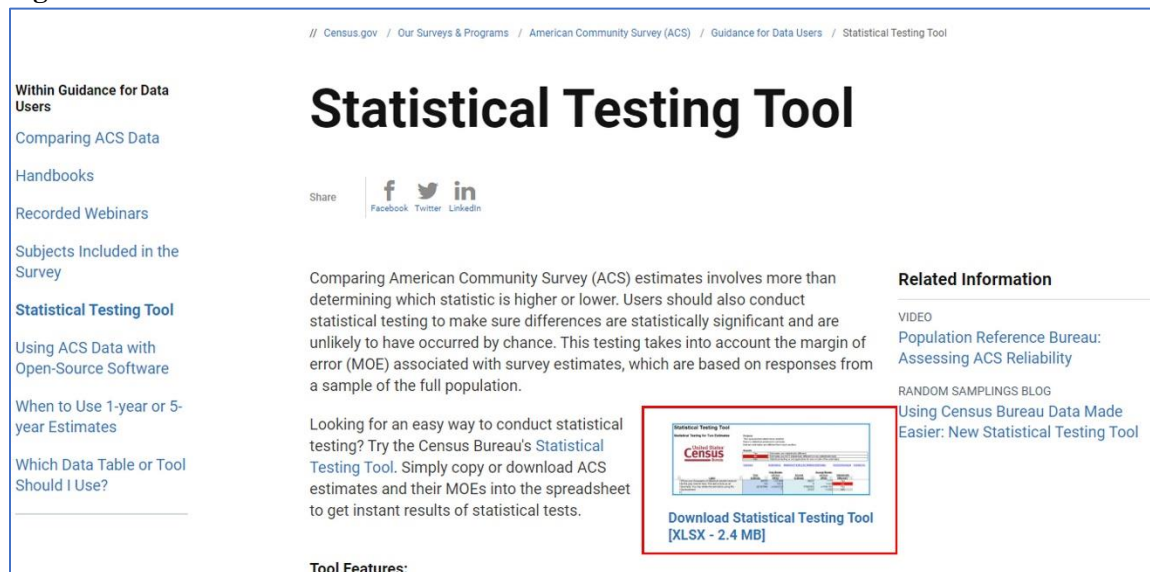 // Census.gov / Our Surveys & Programs / American Community Survey (ACS) / Guidance for Data Users / Statistical Testing Tool
Within Guidance for Data
Users
Comparing ACS Data
Handbooks
Recorded Webinars
Subjects Included in the
Survey
Statistical Testing Tool
Using ACS Data with
Open-Source Software
When to Use 1-year or 5-
year Estimates
Which Data Table or Tool
Should I Use?
Statistical Testing Tool
Share
Facebook Twitter LinkedIn
Comparing American Community Survey (ACS) estimates involves more than
determining which statistic is higher or lower. Users should also conduct
statistical testing to make sure differences are statistically significant and are
unlikely to have occurred by chance. This testing takes into account the margin of
error (MOE) associated with survey estimates, which are based on responses from
a sample of the full population.
Looking for an easy way to conduct statistical
testing? Try the Census Bureau's Statistical
Testing Tool. Simply copy or download ACS
estimates and their MOEs into the spreadsheet
to get instant results of statistical tests.
Statistical Testing Tool
United States
Census
Download Statistical Testing Tool
[XLSX - 2.4 MB]
Tool Features:
Related Information
VIDEO
Population Reference Bureau:
Assessing ACS Reliability
RANDOM SAMPLINGS BLOG
Using Census Bureau Data Made
Easier: New Statistical Testing Tool